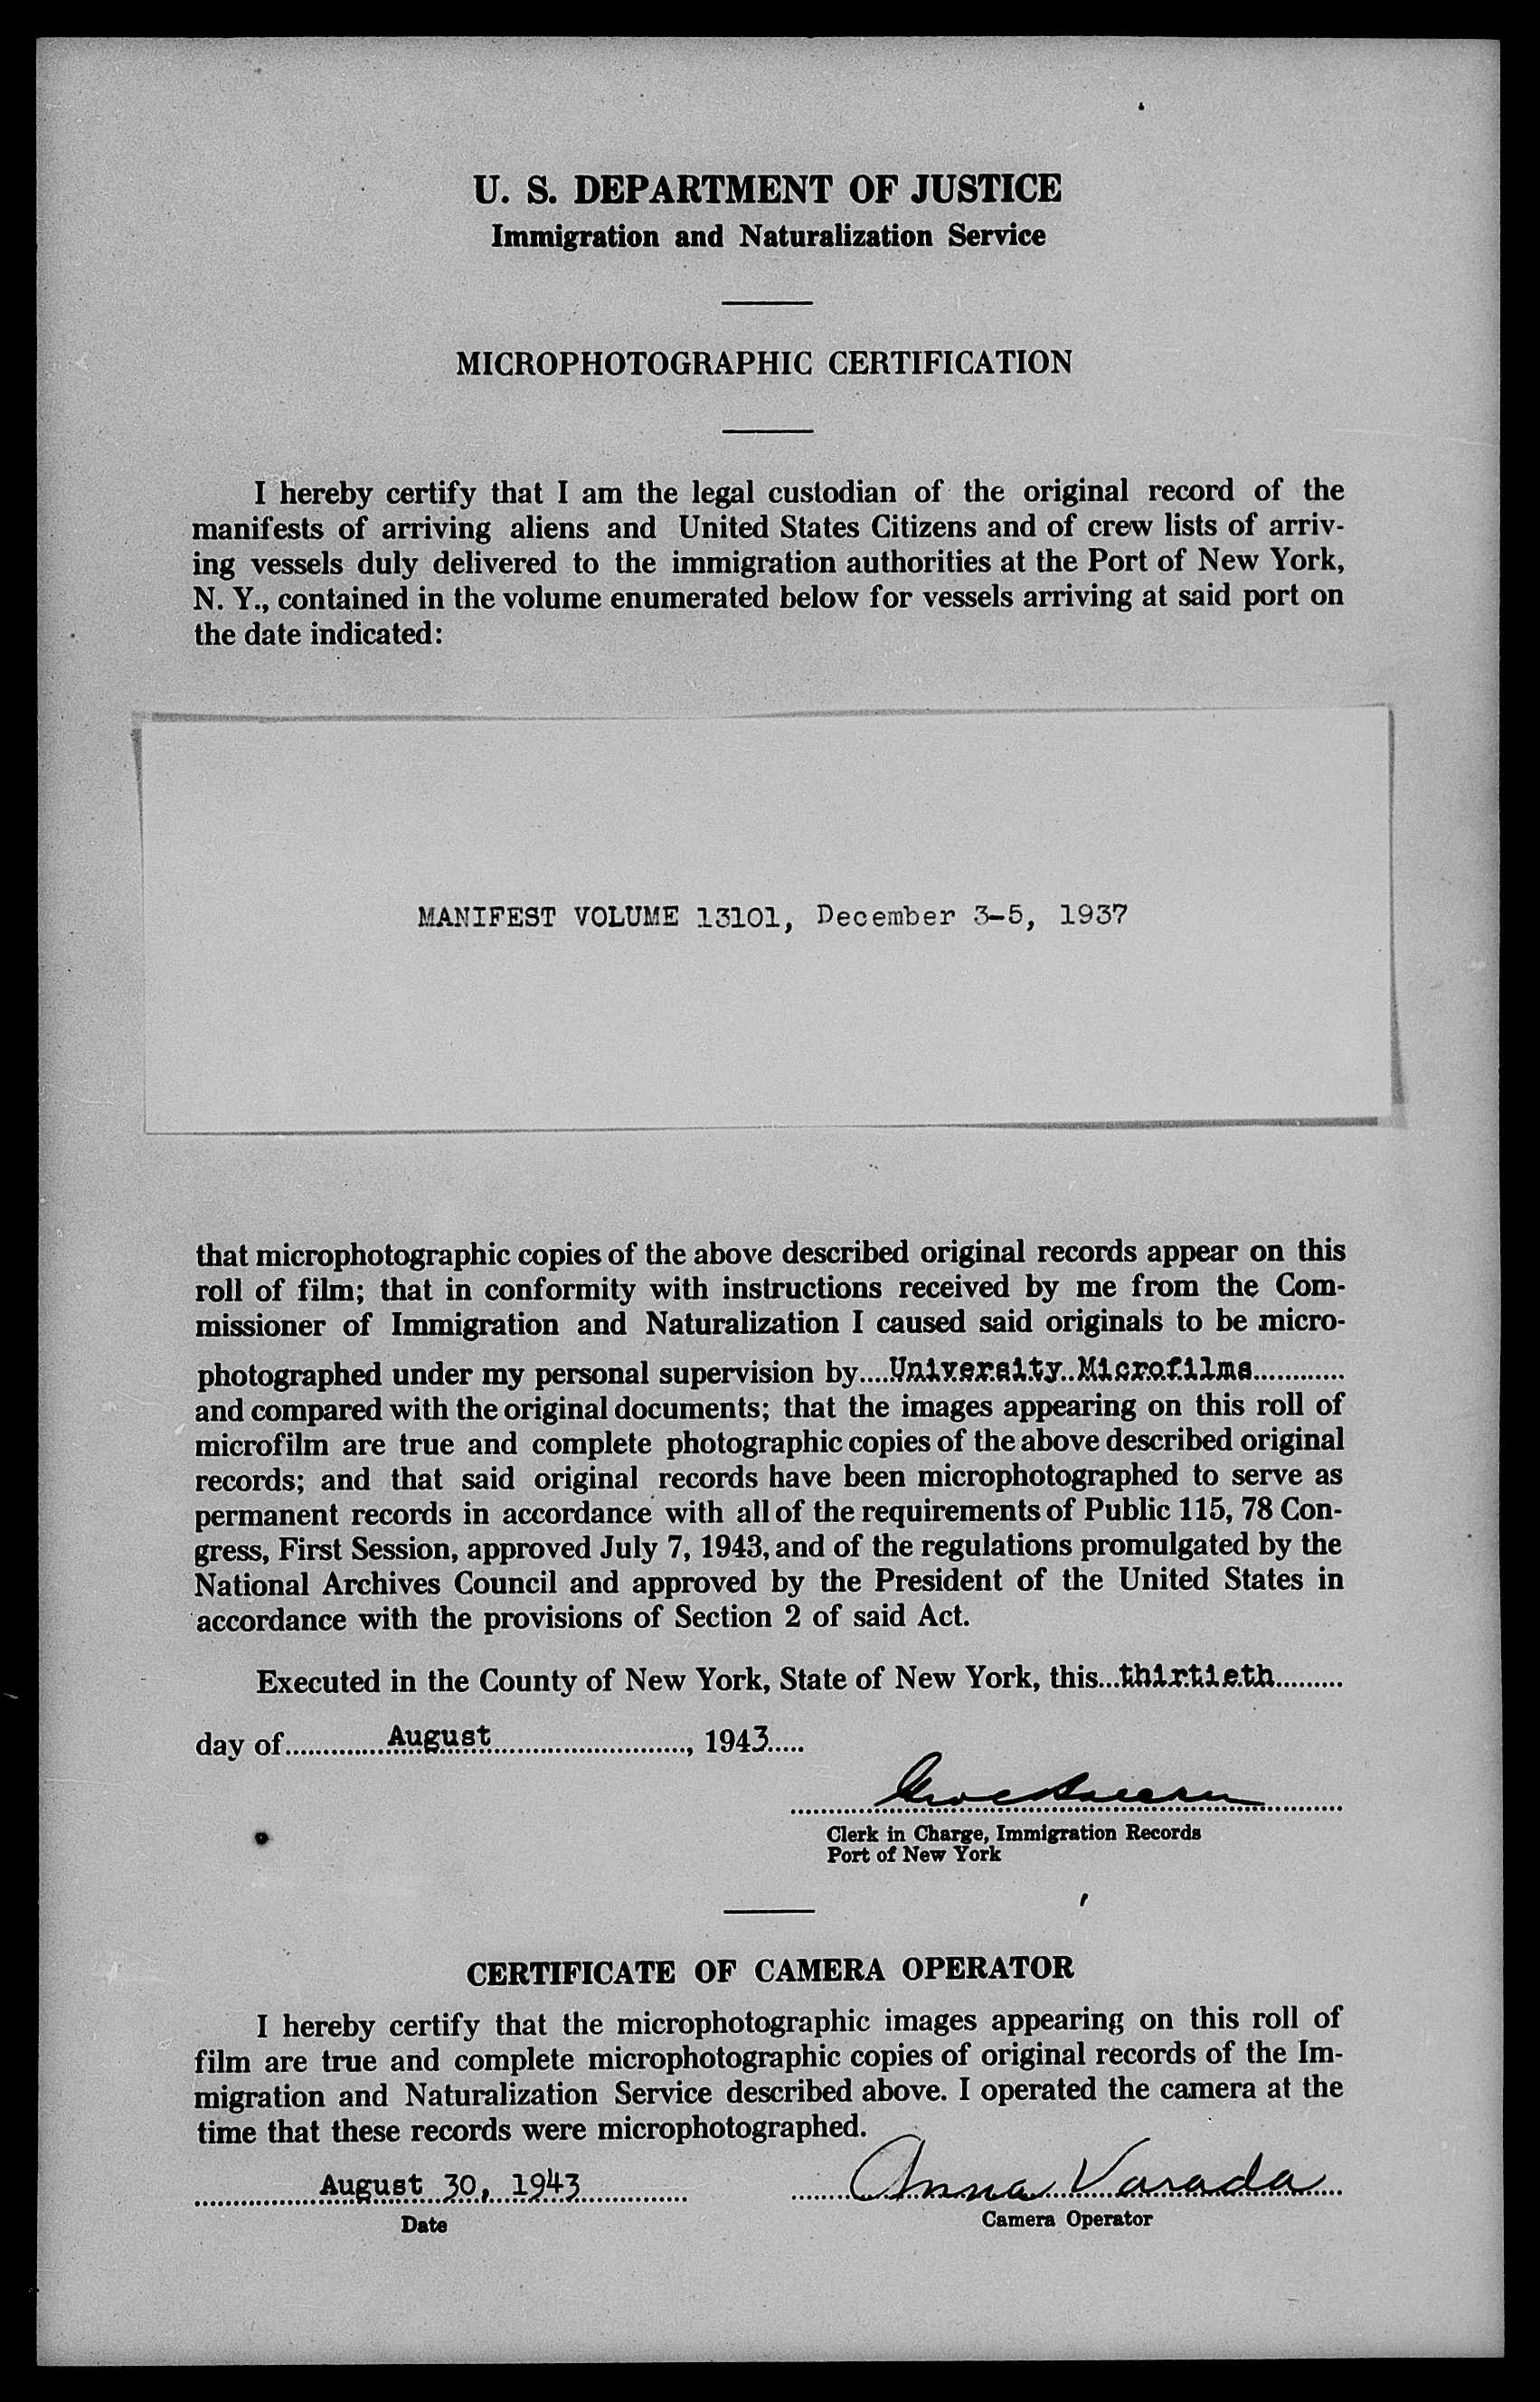 U. S. DEPARTMENT OF JUSTICE
Immigration and Naturalization Service
MICROPHOTOGRAPHIC CERTIFICATION
I hereby certify that I am the legal custodian of the original record of the
manifests of arriving aliens and United States Citizens and of crew lists of arriv-
ing vessels duly delivered to the immigration authorities at the Port of New York,
N. Y., contained in the volume enumerated below for vessels arriving at said port on
the date indicated:
MANIFEST VOLUME 13101, December 3-5, 1937
that microphotographic copies of the above described original records appear on this
roll of film; that in conformity with instructions received by me from the Com-
missioner of Immigration and Naturalization I caused said originals to be micro-
photographed under my personal supervision by....University Microfilms............
and compared with the original documents; that the images appearing on this roll of
microfilm are true and complete photographic copies of the above described original
records; and that said original records have been microphotographed to serve as
permanent records in accordance with all of the requirements of Public 115, 78 Con-
gress, First Session, approved July 7, 1943, and of the regulations promulgated by the
National Archives Council and approved by the President of the United States in
accordance with the provisions of Section 2 of said Act.
Executed in the County of New York, State of New York, this...thirtieth.........
day of.............August........................., 1943.....
Clerk in Charge, Immigration Records
Port of New York
CERTIFICATE OF CAMERA OPERATOR
I hereby certify that the microphotographic images appearing on this roll of
film are true and complete microphotographic copies of original records of the Im-
migration and Naturalization Service described above. I operated the camera at the
time that these records were microphotographed.
August 30, 1943 Anna Varada
Date Camera Operator